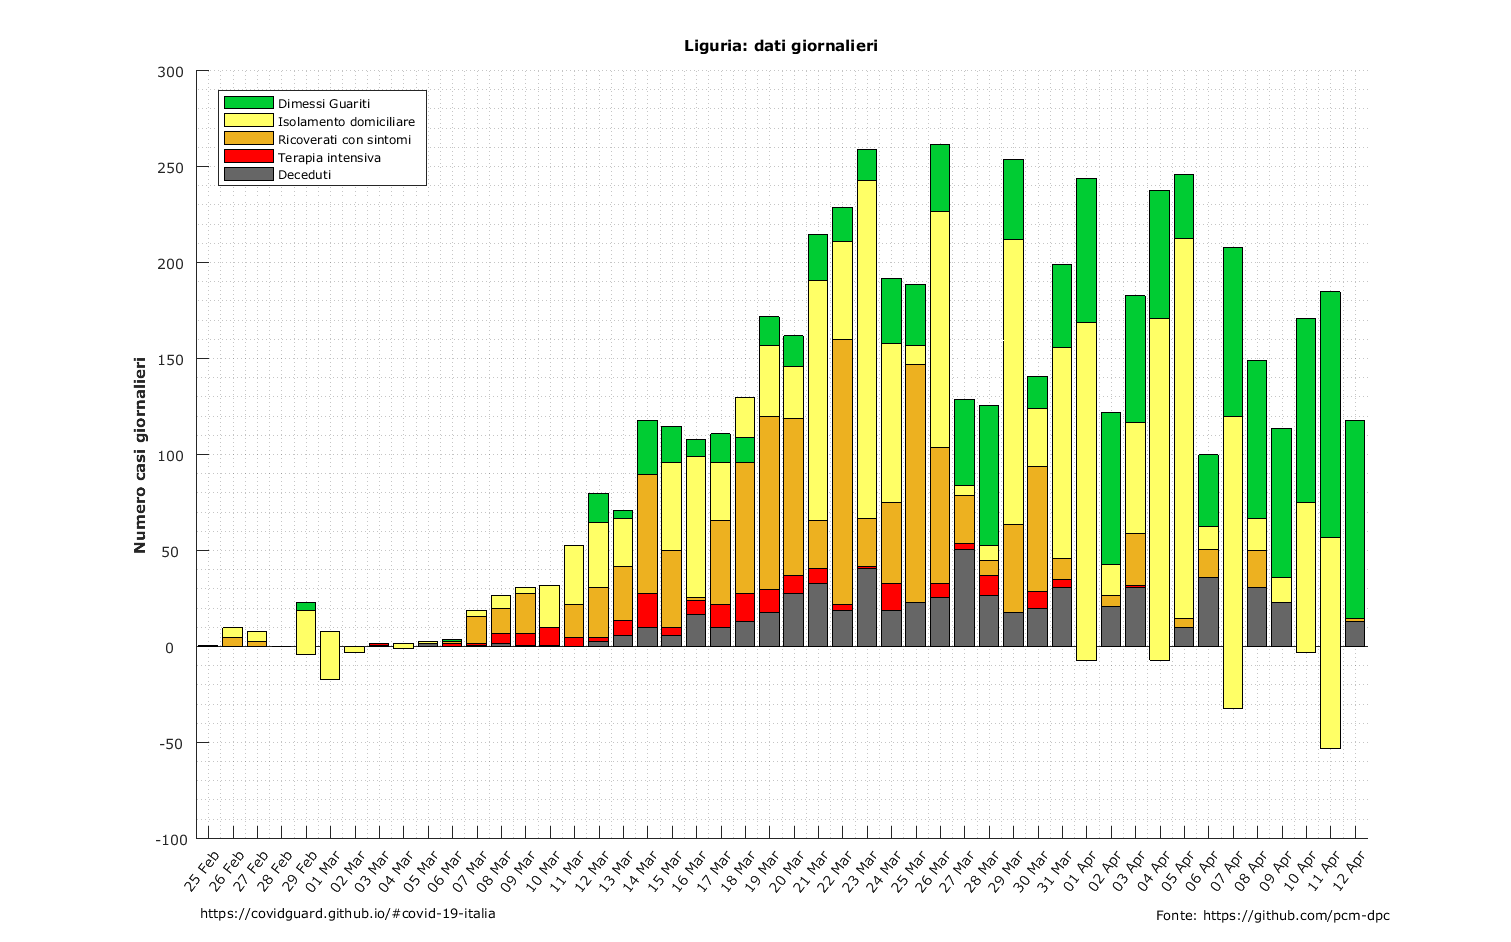 Liguria: dati giornalieri
300
250
200
150
100
50
0
-50
-100
Numero casi giornalieri
Dimessi Guariti
Isolamento domiciliare
Ricoverati con sintomi
Terapia intensiva
Deceduti
25 Feb
26 Feb
27 Feb
28 Feb
29 Feb
01 Mar
02 Mar
03 Mar
04 Mar
05 Mar
06 Mar
07 Mar
08 Mar
09 Mar
10 Mar
11 Mar
12 Mar
13 Mar
14 Mar
15 Mar
16 Mar
17 Mar
18 Mar
19 Mar
20 Mar
21 Mar
22 Mar
23 Mar
24 Mar
25 Mar
26 Mar
27 Mar
28 Mar
29 Mar
30 Mar
31 Mar
01 Apr
02 Apr
03 Apr
04 Apr
05 Apr
06 Apr
07 Apr
08 Apr
09 Apr
10 Apr
11 Apr
12 Apr
https://covidguard.github.io/#covid-19-italia
Fonte: https://github.com/pcm-dpc